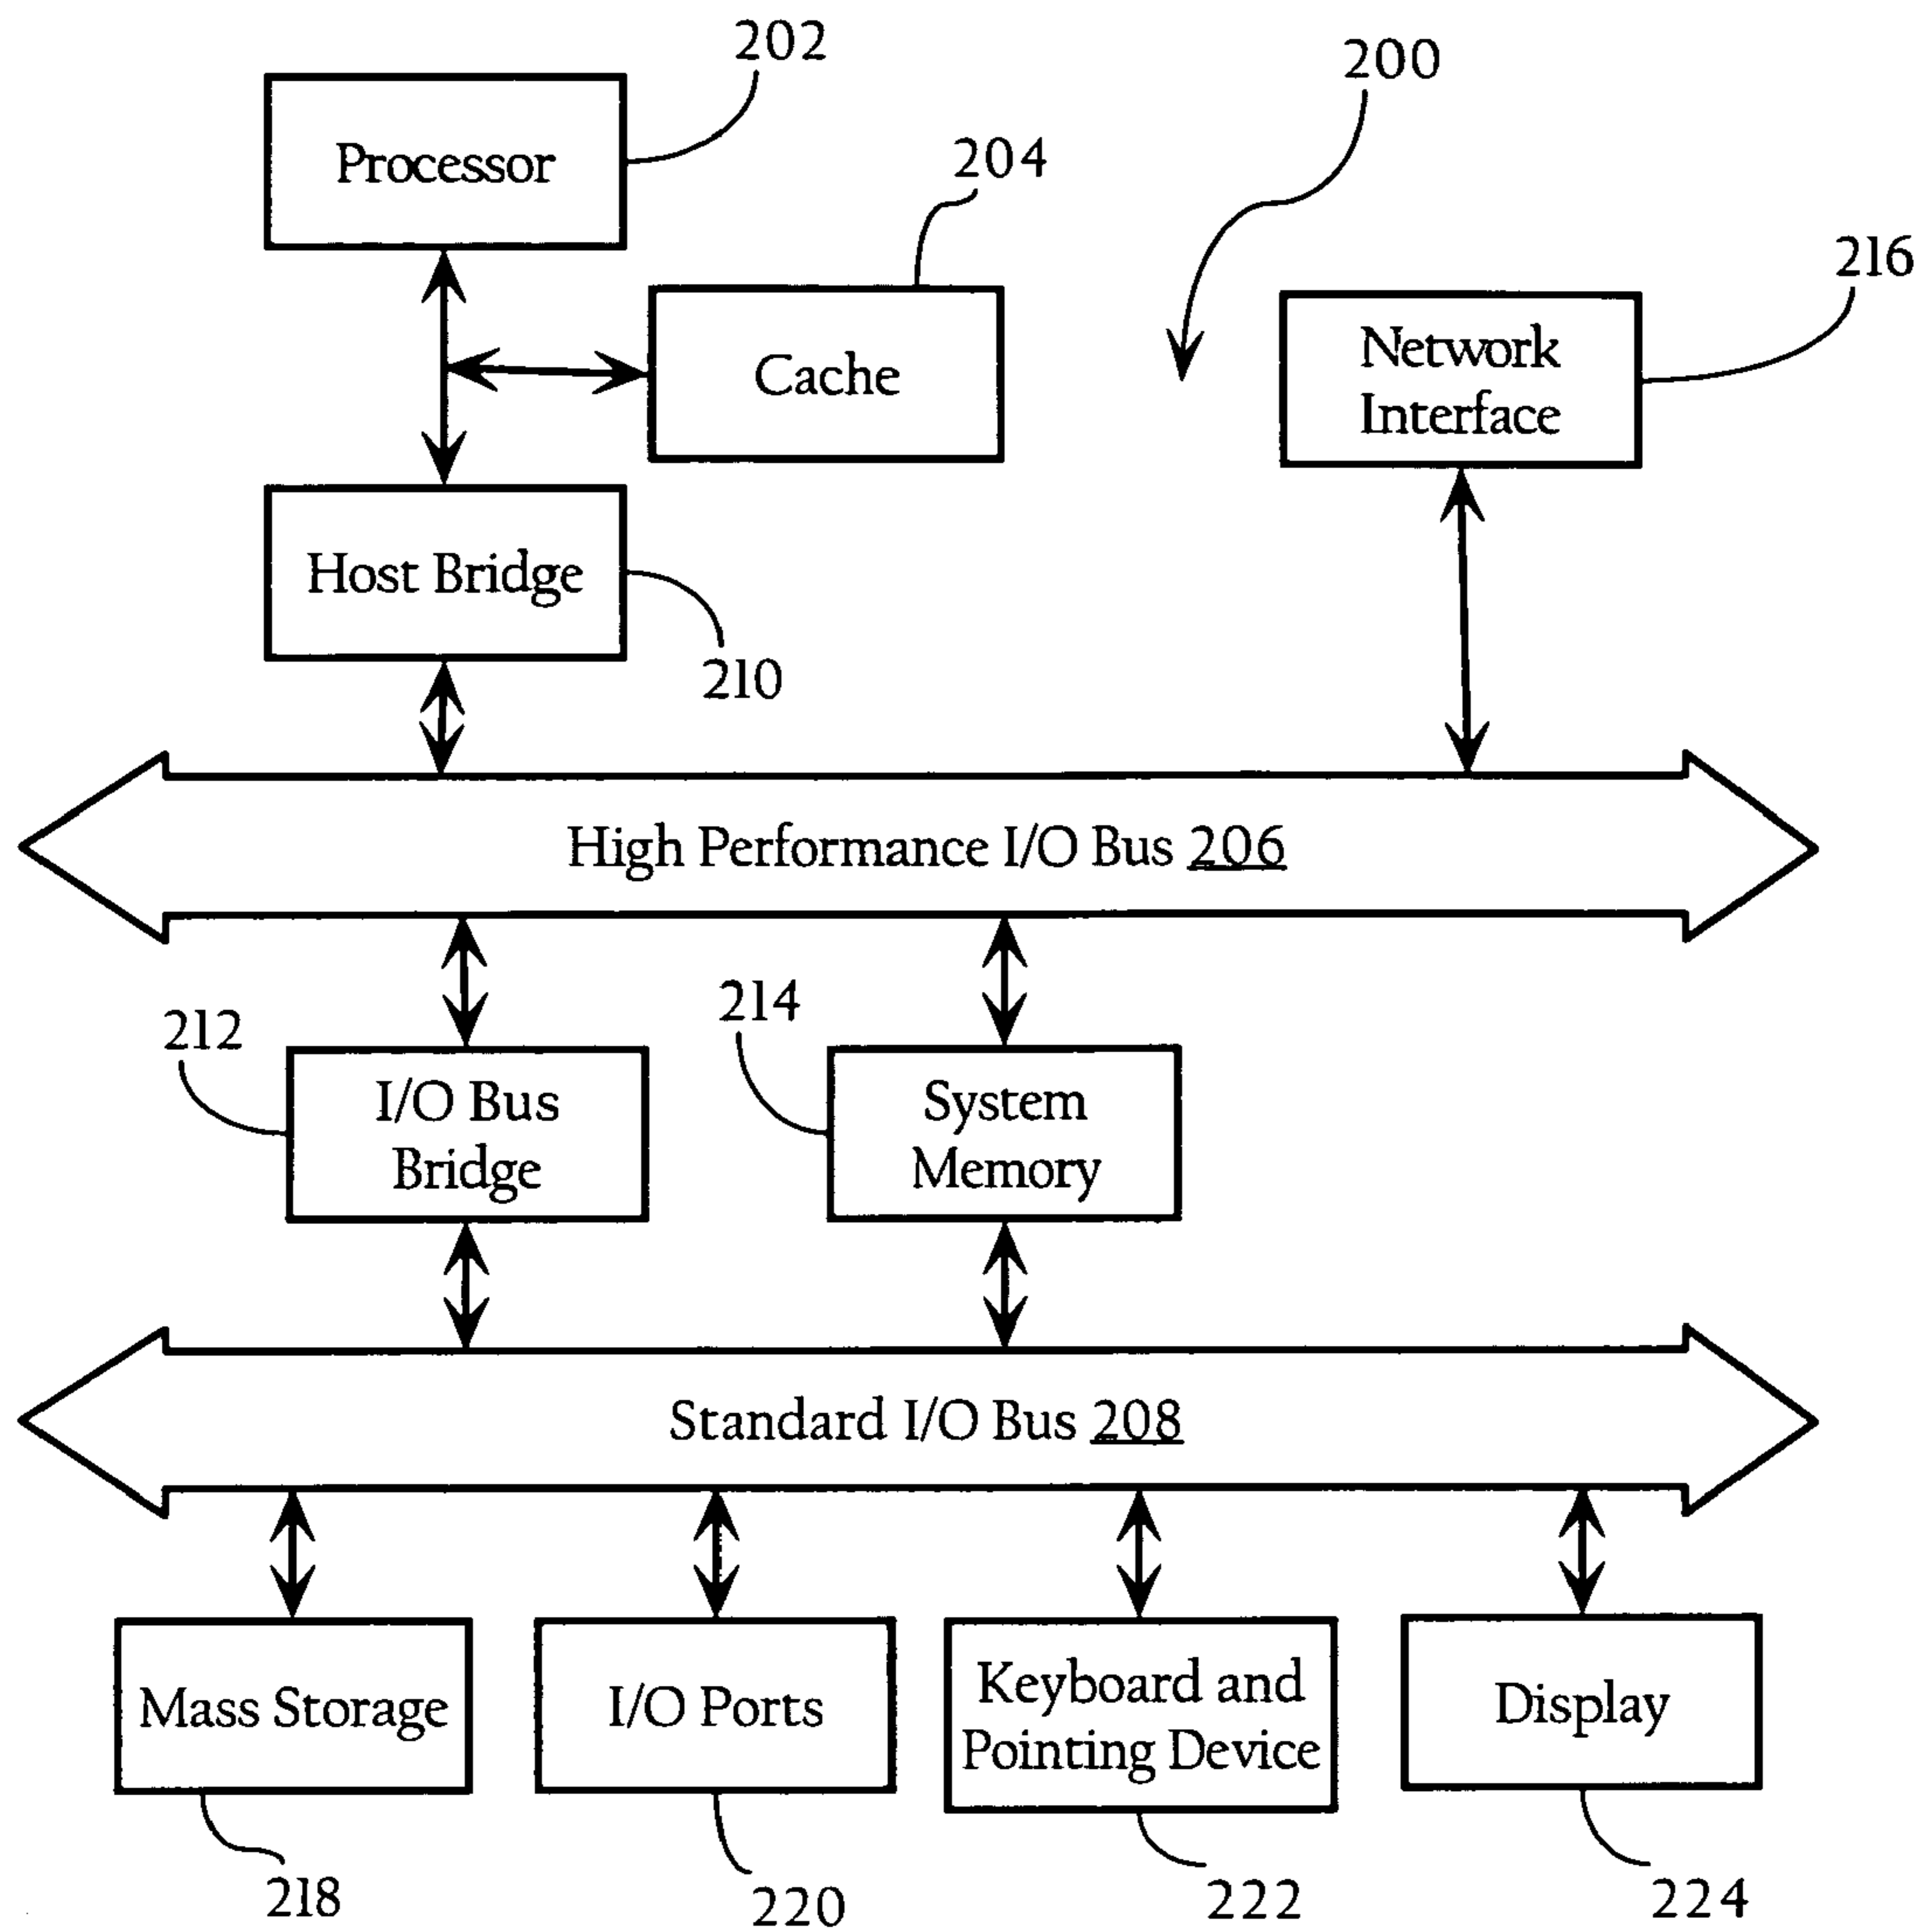 202
200
Processor
204
216
Network
Interface
Cache
Host Bridge
210
High Performance I/O Bus 206
212
214
I/O Bus
Bridge
System
Memory
Standard I/O Bus 208
Mass Storage
I/O Ports
Keyboard and
Pointing Device
Display
218
220
222
224